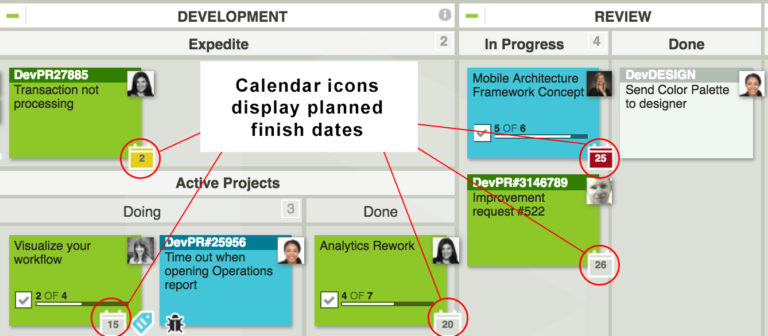 DEVELOPMENT
REVIEW
Expedite
2
In Progress
4
Done
DevPR27885
Transaction not
processing
2
Calendar icons
display planned
finish dates
Mobile Architecture
Framework Concept
5 OF 6
25
DevDESIGN
Send Color Palette
to designer
Active Projects
Doing
3
Done
DevPR#3146789
Improvement
request #522
26
Visualize your
workflow
2 OF 4
15
DevPR#25956
Time out when
opening Operations
report
Analytics Rework
4 OF 7
20